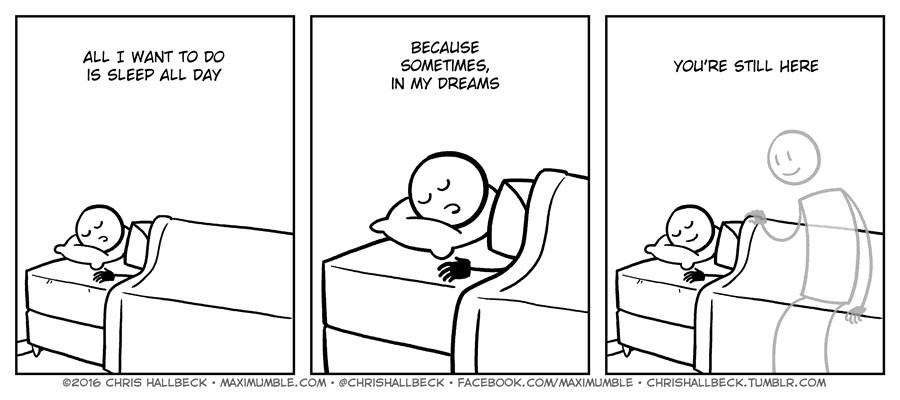 ALL I WANT TO DO
IS SLEEP ALL DAY
BECAUSE
SOMETIMES,
IN MY DREAMS
YOU'RE STILL HERE
©2016 CHRIS HALLBECK • MAXIMUMBLE.COM • @CHRISHALLBECK • FACEBOOK.COM/MAXIMUMBLE • CHRISHALLBECK.TUMBLR.COM